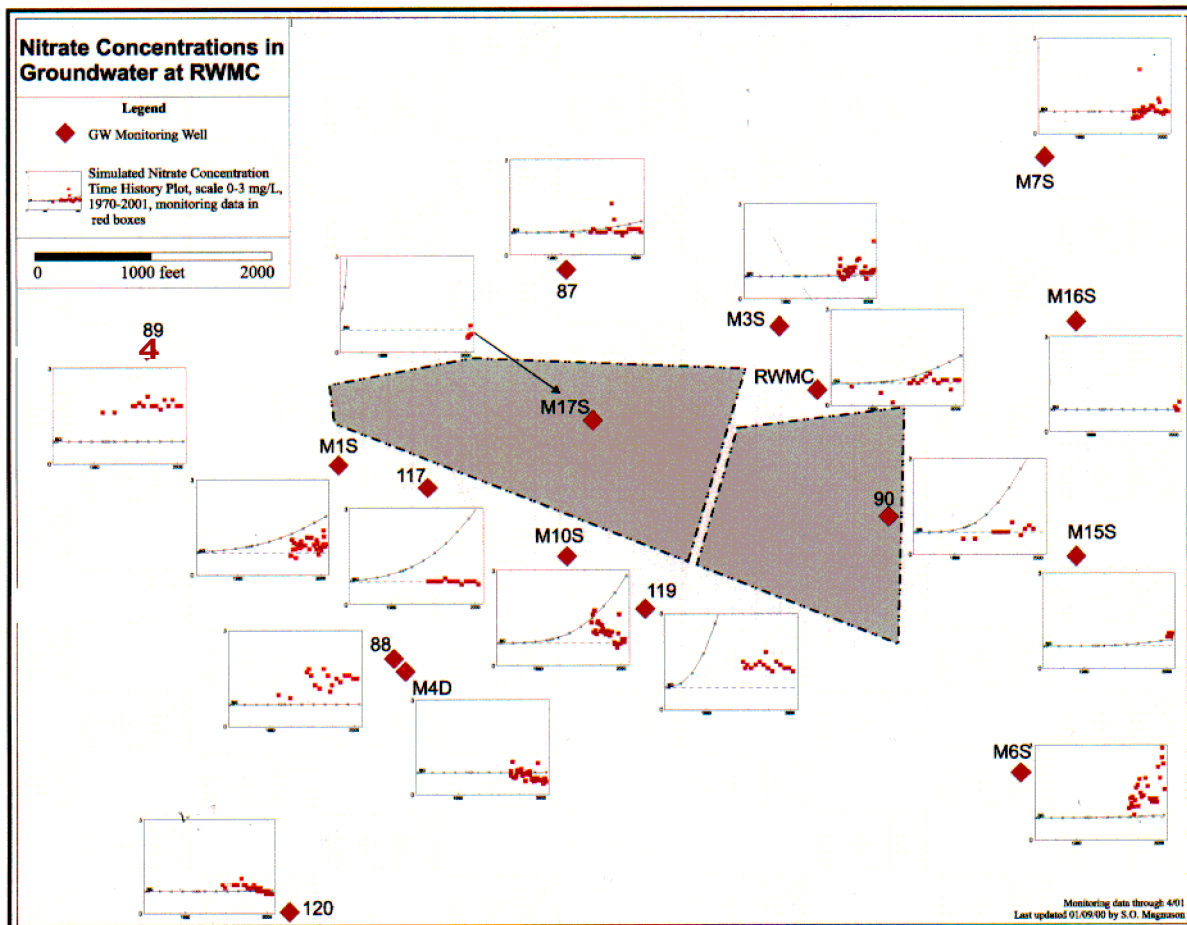 Nitrate Concentrations in
Groundwater at RWMC
Legend
GW Monitoring Well
Simulated Nitrate Concentration
Time History Plot, scale 0-3 mg/L,
1970-2001, monitoring data in
red boxes
0 1000 feet 2000
M7S
87
M3S
M16S
89
4
RWMC
M17S
M1S
117
90
M10S
M15S
119
88
M4D
M6S
120
Monitoring data through 4/01
Last updated 01/09/00 by S.O. Magnuson